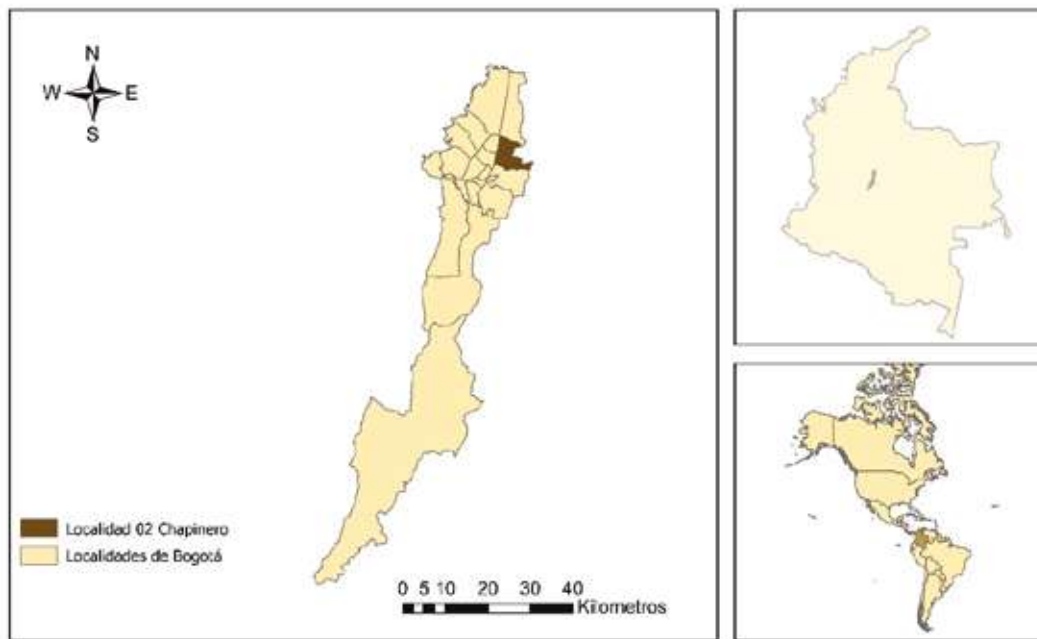 N
W E
S
Localidad 02 Chapinero
Localidades de Bogotá
0 5 10 20 30 40
Kilometros